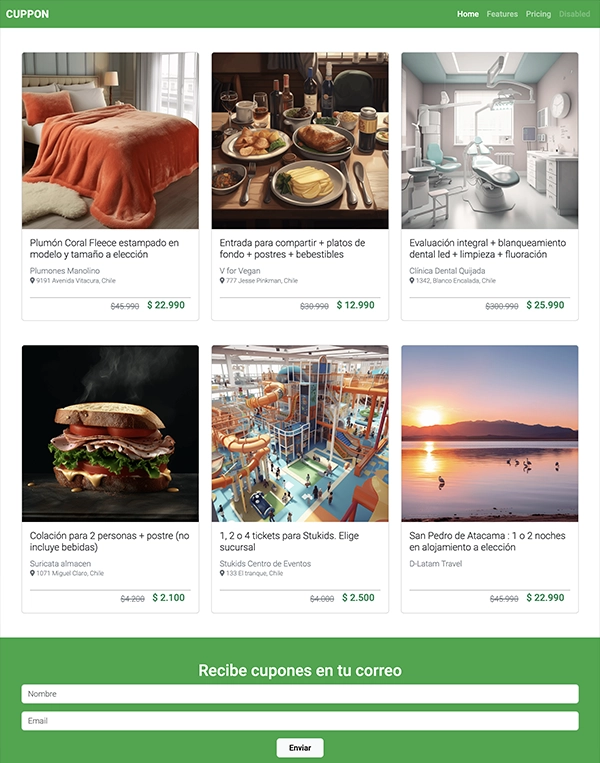 CUPPON
Home Features Pricing Disabled
Plumón Coral Fleece estampado en
modelo y tamaño a elección
Plumones Manolino
9191 Avenida Vitacura, Chile
$45.990 $ 22.990
Entrada para compartir + platos de
fondo + postres + bebestibles
V for Vegan
777 Jesse Pinkman, Chile
$30.990 $ 12.990
Evaluación integral + blanqueamiento
dental led + limpieza + fluoración
Clínica Dental Quijada
1342, Blanco Encalada, Chile
$300.990 $ 25.990
Colación para 2 personas + postre (no
incluye bebidas)
Suricata almacen
1071 Miguel Claro, Chile
$4.200 $ 2.100
1, 2 o 4 tickets para Stukids. Elige
sucursal
Stukids Centro de Eventos
133 El tranque, Chile
$4.000 $ 2.500
San Pedro de Atacama : 1 o 2 noches
en alojamiento a elección
D-Latam Travel
$45.990 $ 22.990
Recibe cupones en tu correo
Nombre
Email
Enviar